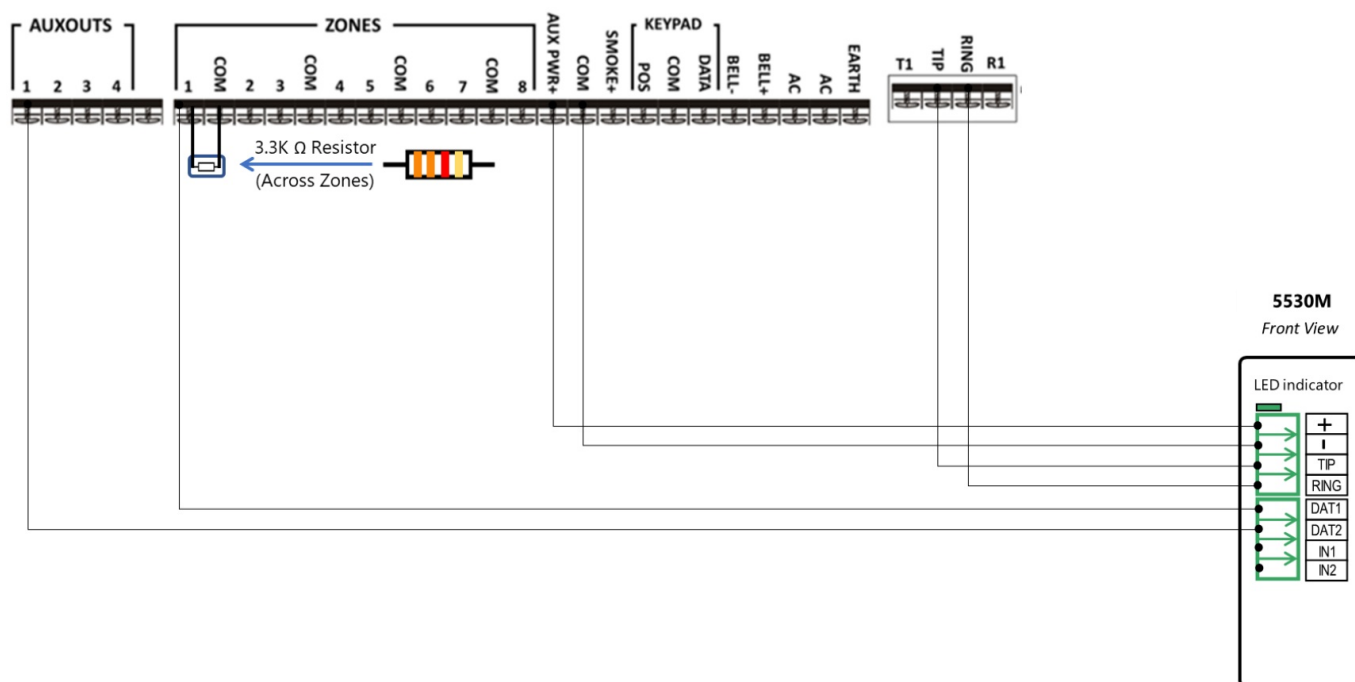 AUXOUTS
1 2 3 4
ZONES
1 COM 2 3 COM 4 5 COM 6 7 COM 8
AUX PWR+
COM
SMOKE+
KEYPAD
POS COM DATA
BELL-
BELL+
AC
AC
EARTH
T1 TIP RING R1
3.3K Ω Resistor
(Across Zones)
5530M
Front View
LED indicator
+
-
TIP
RING
DAT1
DAT2
IN1
IN2